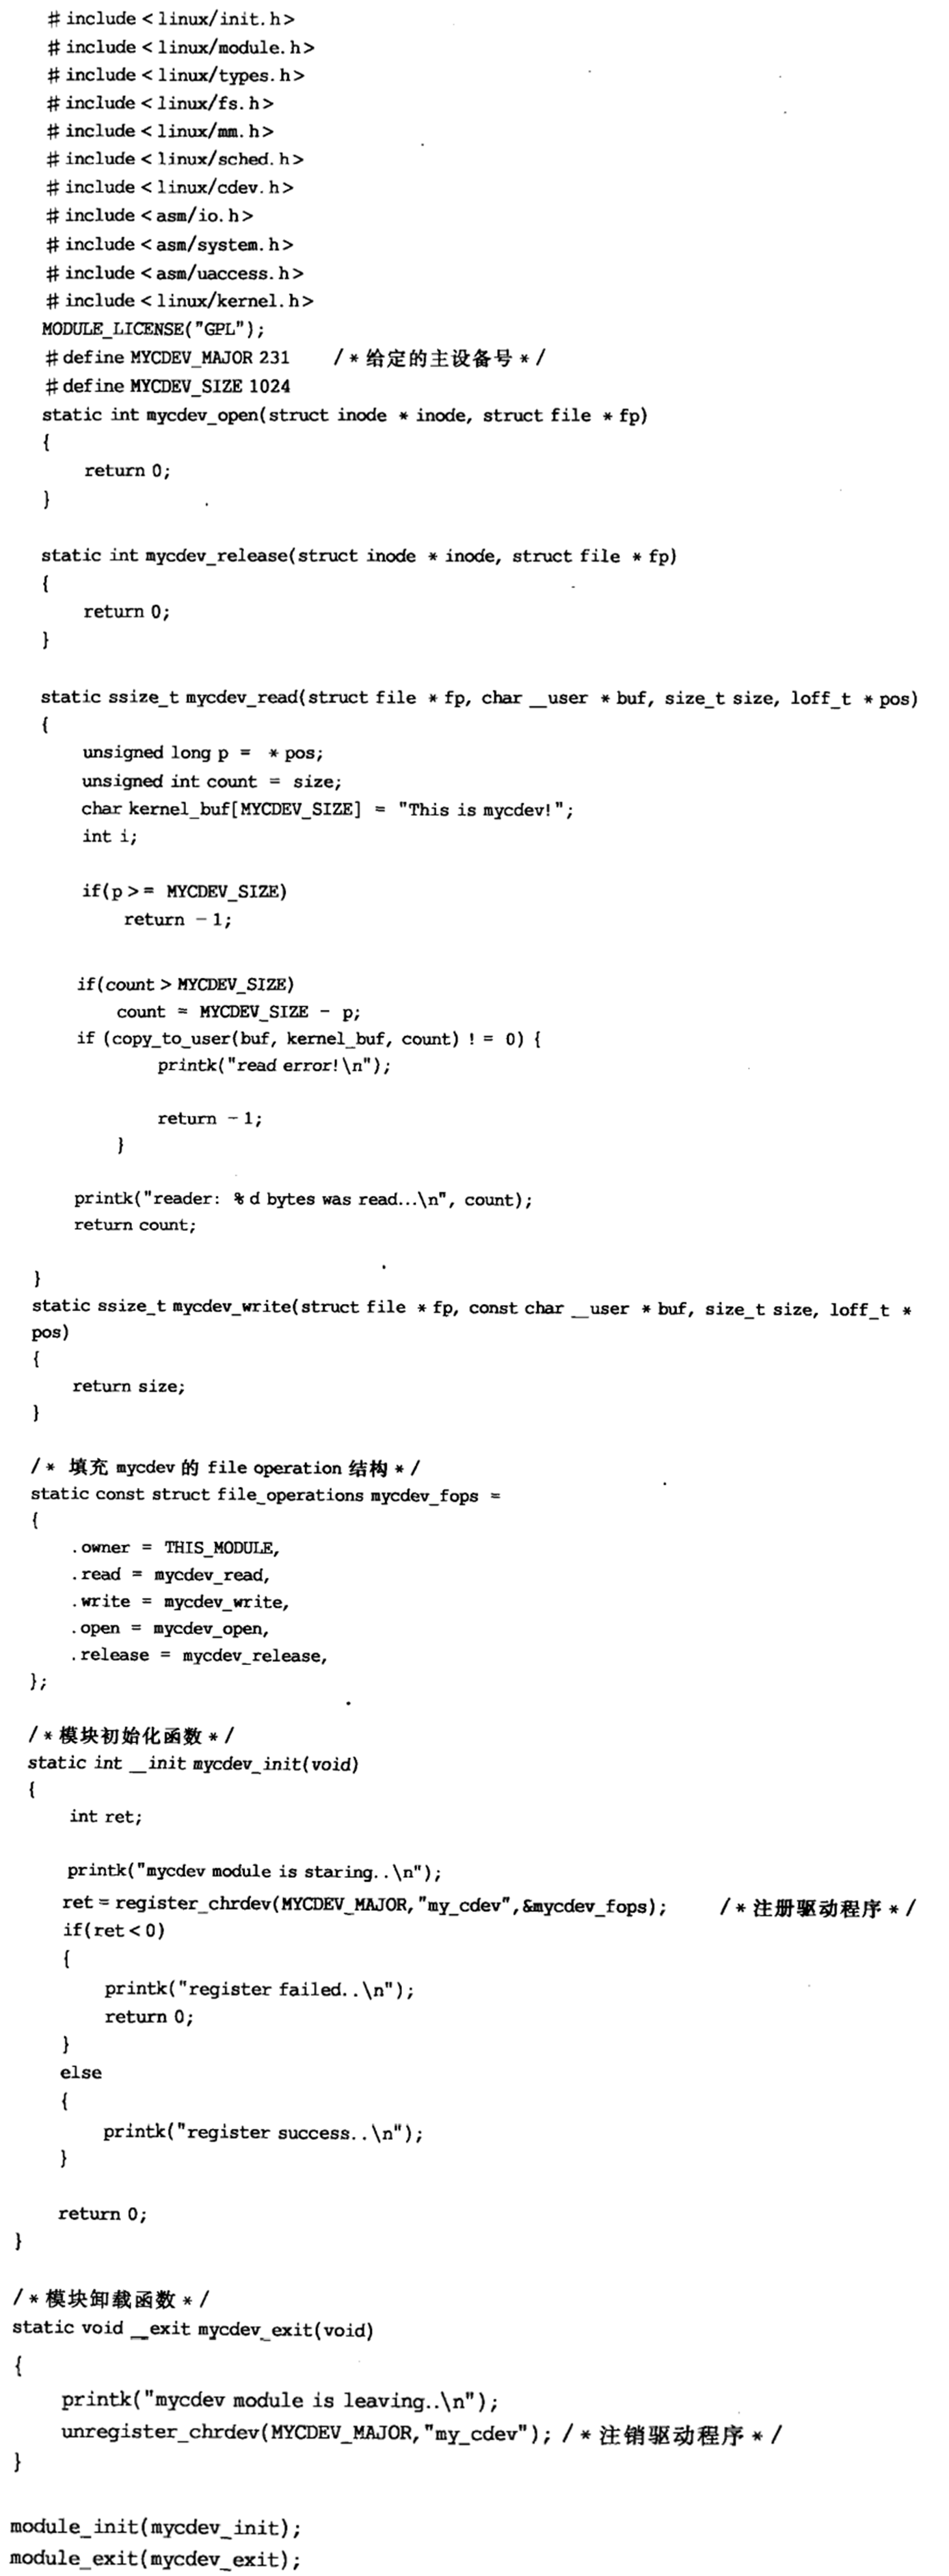 # include <linux/init.h>
# include <linux/module.h>
# include <linux/types.h>
# include <linux/fs.h>
# include <linux/mm.h>
# include <linux/sched.h>
# include <linux/cdev.h>
# include <asm/io.h>
# include <asm/system.h>
# include <asm/uaccess.h>
# include <linux/kernel.h>
MODULE_LICENSE("GPL");
# define MYCDEV_MAJOR 231 /* 给定的主设备号 */
# define MYCDEV_SIZE 1024
static int mycdev_open(struct inode * inode, struct file * fp)
{
return 0;
}
static int mycdev_release(struct inode * inode, struct file * fp)
{
return 0;
}
static ssize_t mycdev_read(struct file * fp, char __user * buf, size_t size, loff_t * pos)
{
unsigned long p = * pos;
unsigned int count = size;
char kernel_buf[MYCDEV_SIZE] = "This is mycdev!";
int i;
if(p >= MYCDEV_SIZE)
return -1;
if(count > MYCDEV_SIZE)
count = MYCDEV_SIZE - p;
if (copy_to_user(buf, kernel_buf, count) != 0) {
printk("read error!\n");
return -1;
}
printk("reader: %d bytes was read...\n", count);
return count;
}
static ssize_t mycdev_write(struct file * fp, const char __user * buf, size_t size, loff_t *
pos)
{
return size;
}
/* 填充 mycdev 的 file operation 结构 */
static const struct file_operations mycdev_fops =
{
.owner = THIS_MODULE,
.read = mycdev_read,
.write = mycdev_write,
.open = mycdev_open,
.release = mycdev_release,
};
/*模块初始化函数*/
static int __init mycdev_init(void)
{
int ret;
printk("mycdev module is staring..\n");
ret = register_chrdev(MYCDEV_MAJOR,"my_cdev",&mycdev_fops); /*注册驱动程序*/
if(ret<0)
{
printk("register failed..\n");
return 0;
}
else
{
printk("register success..\n");
}
return 0;
}
/*模块卸载函数*/
static void __exit mycdev_exit(void)
{
printk("mycdev module is leaving..\n");
unregister_chrdev(MYCDEV_MAJOR,"my_cdev"); /*注销驱动程序*/
}
module_init(mycdev_init);
module_exit(mycdev_exit);